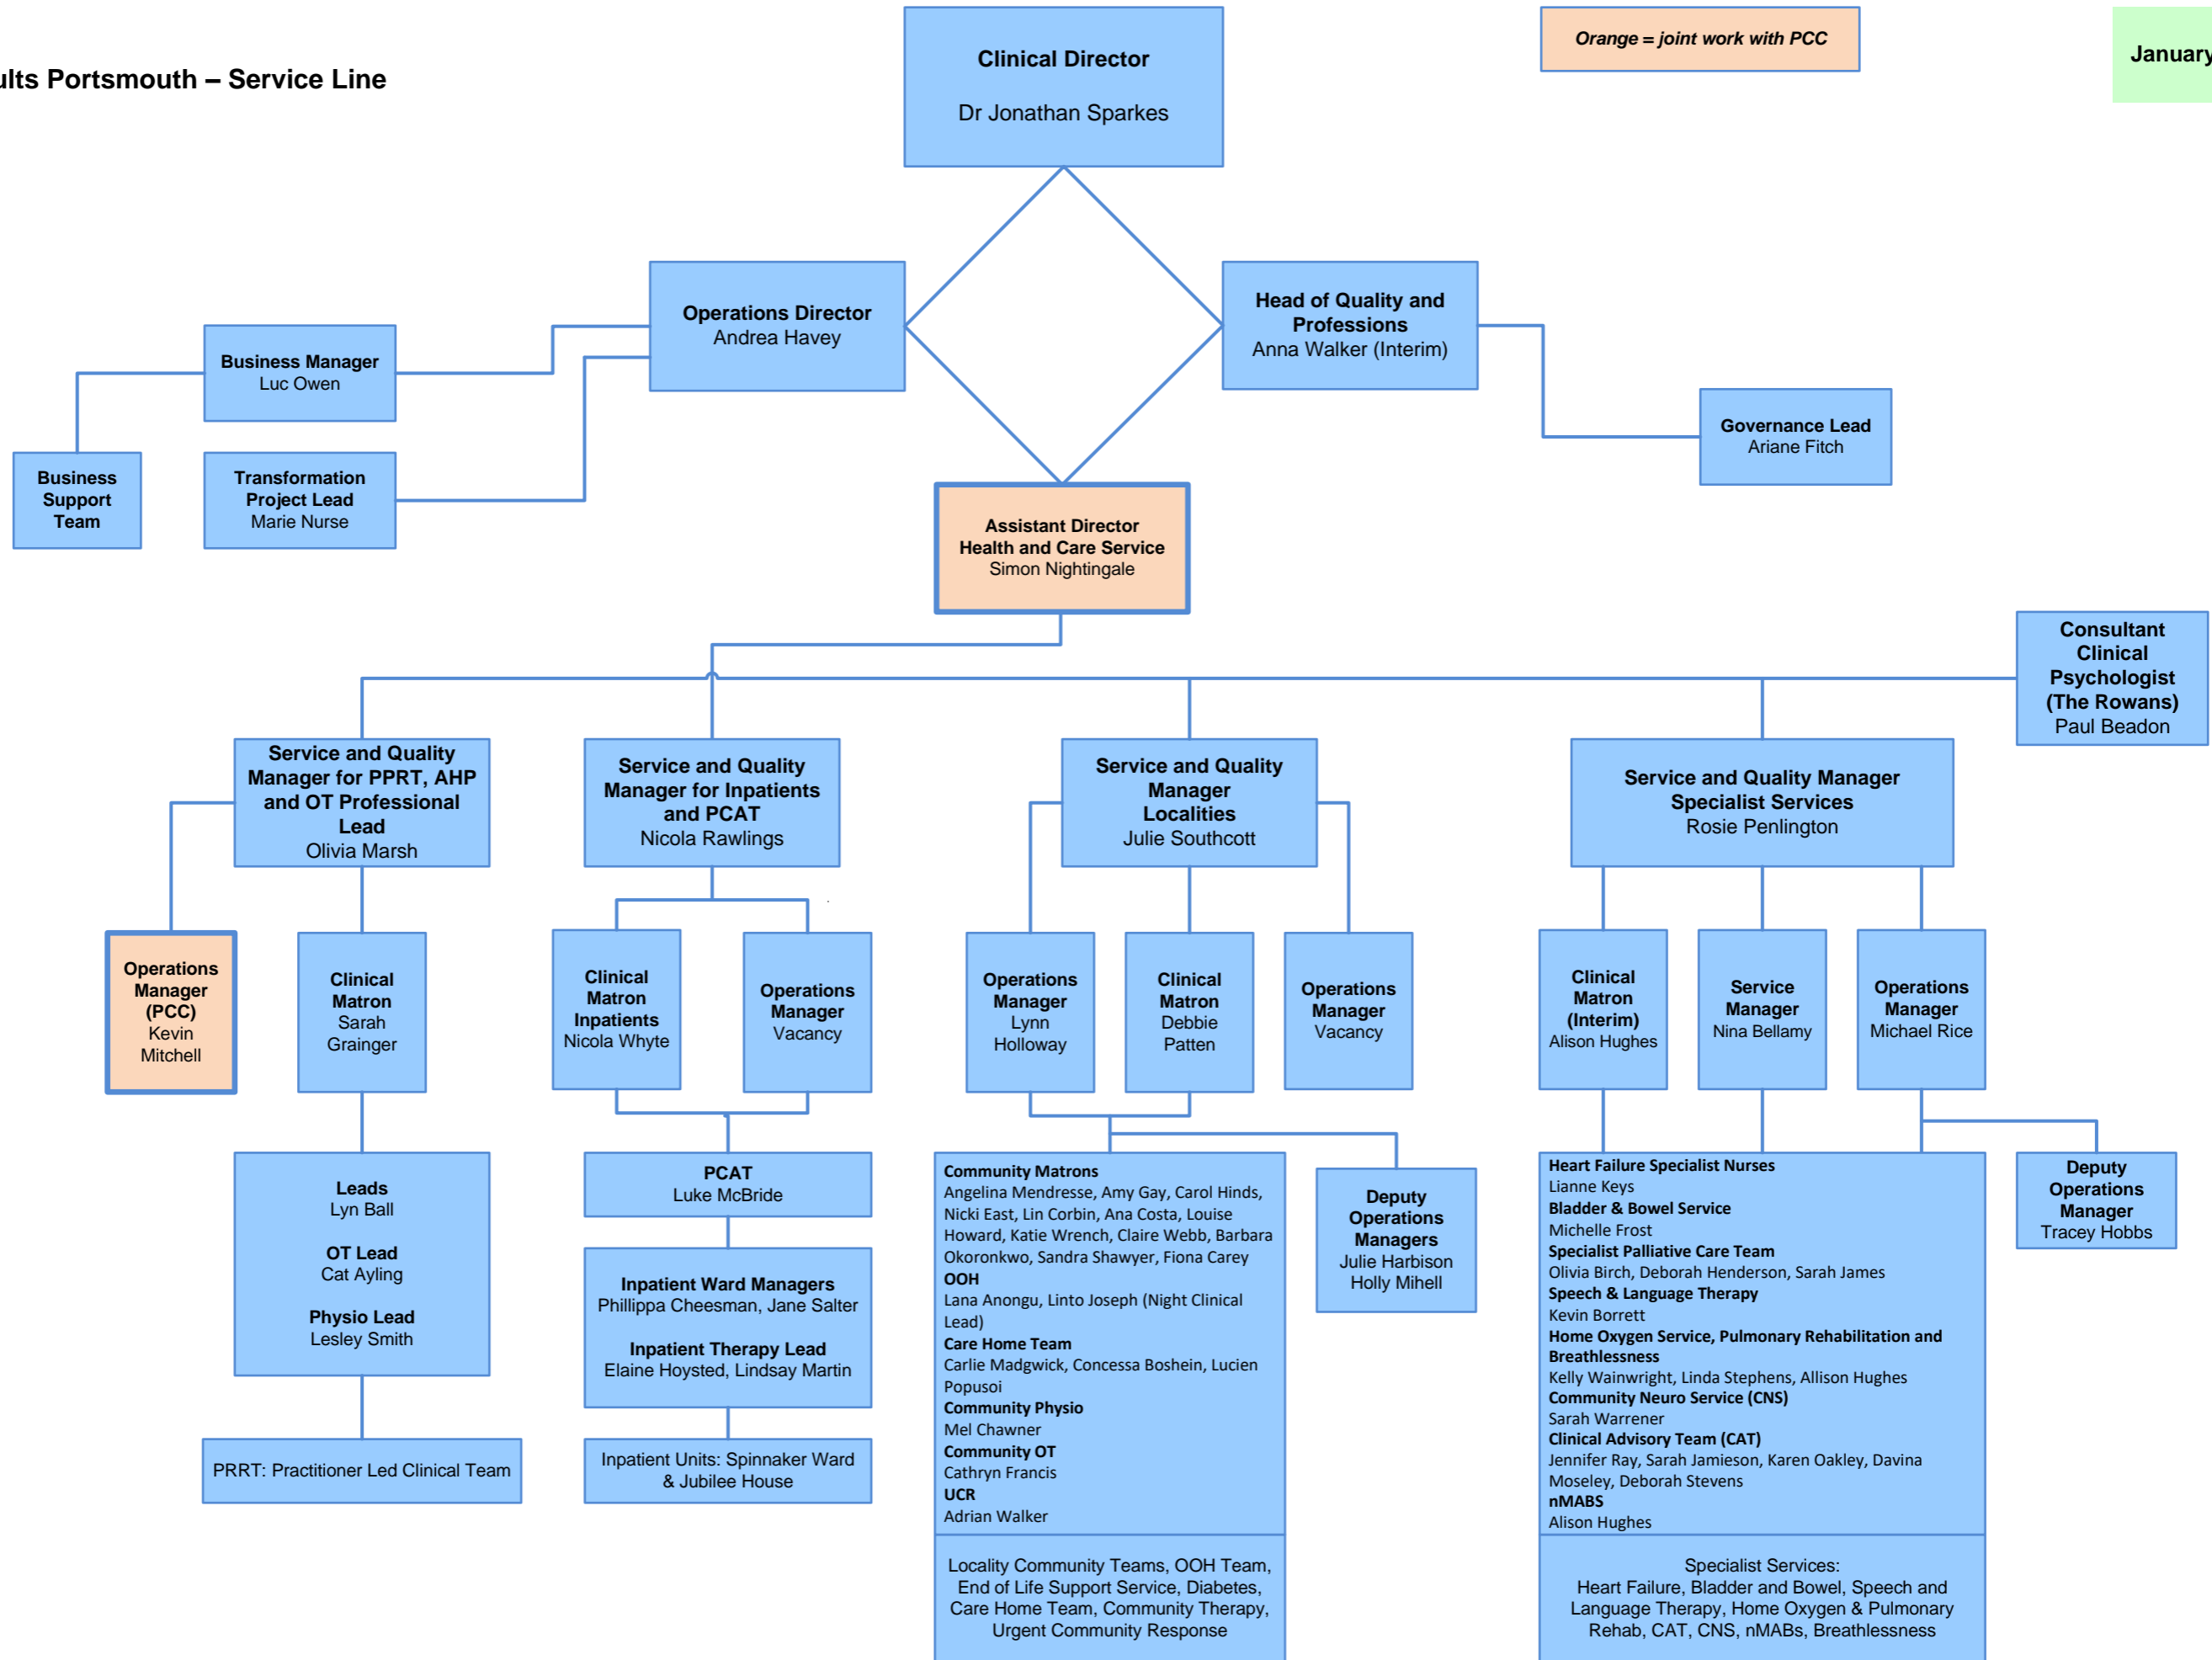 ults Portsmouth – Service Line
Clinical Director
Dr Jonathan Sparkes
Orange = joint work with PCC
January
Operations Director
Andrea Havey
Head of Quality and
Professions
Anna Walker (Interim)
Business Manager
Luc Owen
Governance Lead
Ariane Fitch
Business
Support
Team
Transformation
Project Lead
Marie Nurse
Assistant Director
Health and Care Service
Simon Nightingale
Consultant
Clinical
Psychologist
(The Rowans)
Paul Beadon
Service and Quality
Manager for PPRT, AHP
and OT Professional
Lead
Olivia Marsh
Service and Quality
Manager for Inpatients
and PCAT
Nicola Rawlings
Service and Quality
Manager
Localities
Julie Southcott
Service and Quality Manager
Specialist Services
Rosie Penlington
Operations
Manager
(PCC)
Kevin
Mitchell
Clinical
Matron
Sarah
Grainger
Clinical
Matron
Inpatients
Nicola Whyte
Operations
Manager
Vacancy
Operations
Manager
Lynn
Holloway
Clinical
Matron
Debbie
Patten
Operations
Manager
Vacancy
Clinical
Matron
(Interim)
Alison Hughes
Service
Manager
Nina Bellamy
Operations
Manager
Michael Rice
Leads
Lyn Ball
OT Lead
Cat Ayling
Physio Lead
Lesley Smith
PRRT: Practitioner Led Clinical Team
PCAT
Luke McBride
Inpatient Ward Managers
Phillippa Cheesman, Jane Salter
Inpatient Therapy Lead
Elaine Hoysted, Lindsay Martin
Inpatient Units: Spinnaker Ward
& Jubilee House
Community Matrons
Angelina Mendresse, Amy Gay, Carol Hinds,
Nicki East, Lin Corbin, Ana Costa, Louise
Howard, Katie Wrench, Claire Webb, Barbara
Okoronkwo, Sandra Shawyer, Fiona Carey
OOH
Lana Anongu, Linto Joseph (Night Clinical
Lead)
Care Home Team
Carlie Madgwick, Concessa Boshein, Lucien
Popusoi
Community Physio
Mel Chawner
Community OT
Cathryn Francis
UCR
Adrian Walker
Locality Community Teams, OOH Team,
End of Life Support Service, Diabetes,
Care Home Team, Community Therapy,
Urgent Community Response
Deputy
Operations
Managers
Julie Harbison
Holly Mihell
Heart Failure Specialist Nurses
Lianne Keys
Bladder & Bowel Service
Michelle Frost
Specialist Palliative Care Team
Olivia Birch, Deborah Henderson, Sarah James
Speech & Language Therapy
Kevin Borrett
Home Oxygen Service, Pulmonary Rehabilitation and
Breathlessness
Kelly Wainwright, Linda Stephens, Allison Hughes
Community Neuro Service (CNS)
Sarah Warrener
Clinical Advisory Team (CAT)
Jennifer Ray, Sarah Jamieson, Karen Oakley, Davina
Moseley, Deborah Stevens
nMABS
Alison Hughes
Specialist Services:
Heart Failure, Bladder and Bowel, Speech and
Language Therapy, Home Oxygen & Pulmonary
Rehab, CAT, CNS, nMABs, Breathlessness
Deputy
Operations
Manager
Tracey Hobbs